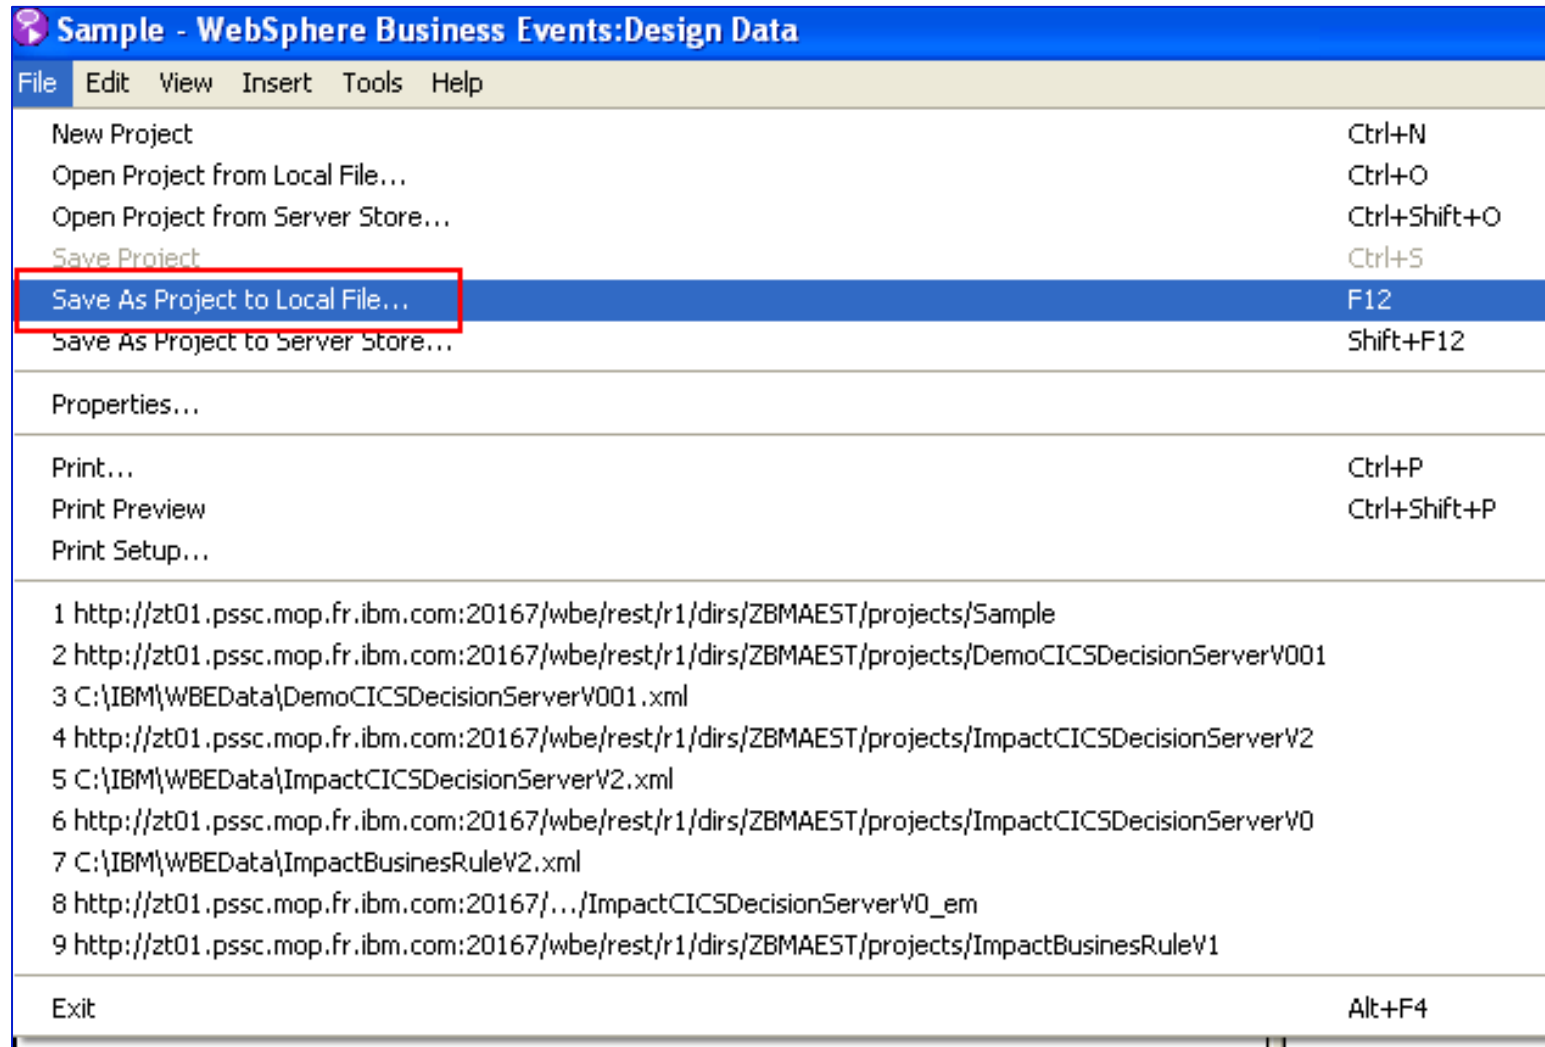 Sample - WebSphere Business Events:Design Data
File Edit View Insert Tools Help
New Project Ctrl+N
Open Project from Local File... Ctrl+O
Open Project from Server Store... Ctrl+Shift+O
Save Project Ctrl+S
Save As Project to Local File... F12
Save As Project to Server Store... Shift+F12
Properties...
Print... Ctrl+P
Print Preview Ctrl+Shift+P
Print Setup...
1 http://zt01.pssc.mop.fr.ibm.com:20167/wbe/rest/r1/dirs/ZBMAEST/projects/Sample
2 http://zt01.pssc.mop.fr.ibm.com:20167/wbe/rest/r1/dirs/ZBMAEST/projects/DemoCICSDecisionServerV001
3 C:\IBM\WBEData\DemoCICSDecisionServerV001.xml
4 http://zt01.pssc.mop.fr.ibm.com:20167/wbe/rest/r1/dirs/ZBMAEST/projects/ImpactCICSDecisionServerV2
5 C:\IBM\WBEData\ImpactCICSDecisionServerV2.xml
6 http://zt01.pssc.mop.fr.ibm.com:20167/wbe/rest/r1/dirs/ZBMAEST/projects/ImpactCICSDecisionServerV0
7 C:\IBM\WBEData\ImpactBusinesRuleV2.xml
8 http://zt01.pssc.mop.fr.ibm.com:20167/.../ImpactCICSDecisionServerV0_em
9 http://zt01.pssc.mop.fr.ibm.com:20167/wbe/rest/r1/dirs/ZBMAEST/projects/ImpactBusinesRuleV1
Exit Alt+F4